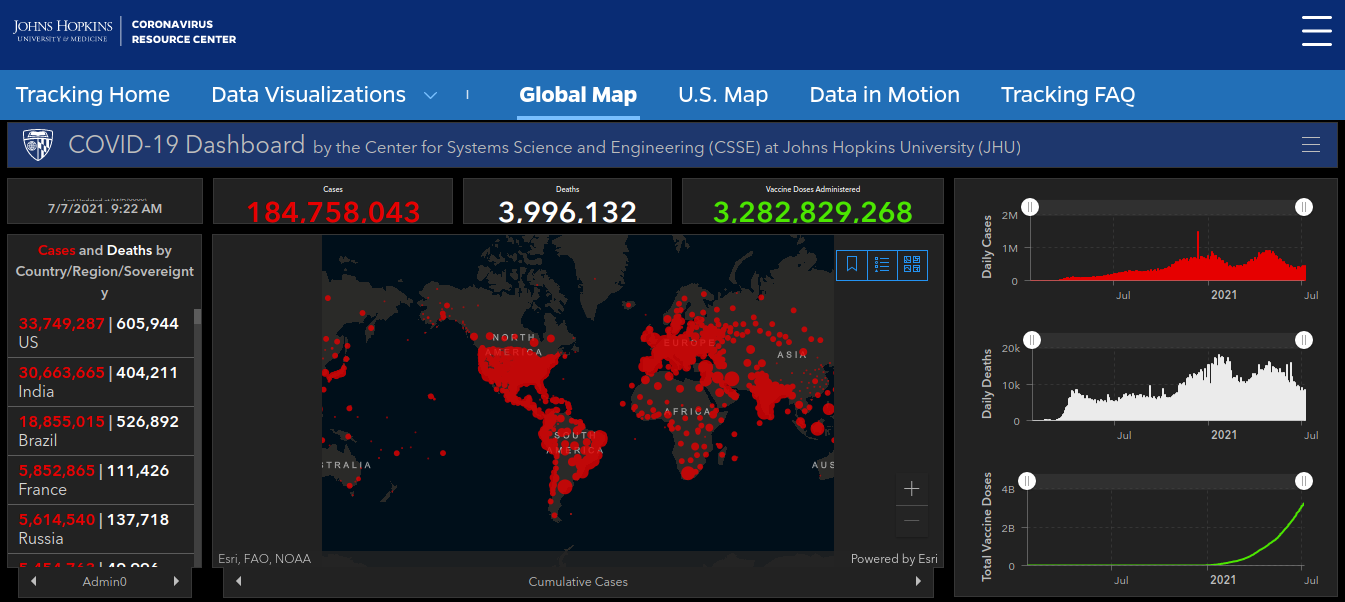 JOHNS HOPKINS
UNIVERSITY & MEDICINE
CORONAVIRUS
RESOURCE CENTER
Tracking Home
Data Visualizations
Global Map
U.S. Map
Data in Motion
Tracking FAQ
COVID-19 Dashboard by the Center for Systems Science and Engineering (CSSE) at Johns Hopkins University (JHU)
7/7/2021, 9:22 AM
Cases
184,758,043
Deaths
3,996,132
Vaccine Doses Administered
3,282,829,268
Cases and Deaths by
Country/Region/Sovereignt
y
33,749,287 | 605,944
US
30,663,665 | 404,211
India
18,855,015 | 526,892
Brazil
5,852,865 | 111,426
France
5,614,540 | 137,718
Russia
Admin0
NORTH
AMERICA
EUROPE
ASIA
AFRICA
SOUTH
AMERICA
STRALIA
AUS
Esri, FAO, NOAA
Powered by Esri
Cumulative Cases
Daily Cases
2M
1M
0
Jul
2021
Jul
Daily Deaths
20k
10k
0
Jul
2021
Jul
Total Vaccine Doses
4B
2B
0
Jul
2021
Jul